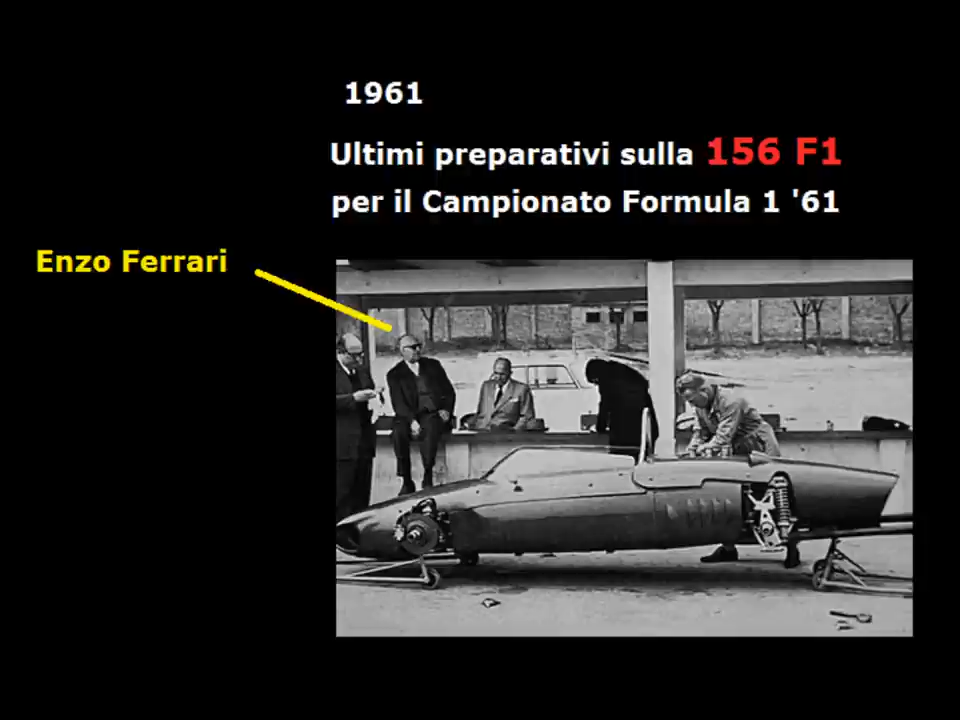 1961
Ultimi preparativi sulla 156 F1
per il Campionato Formula 1 '61
Enzo Ferrari